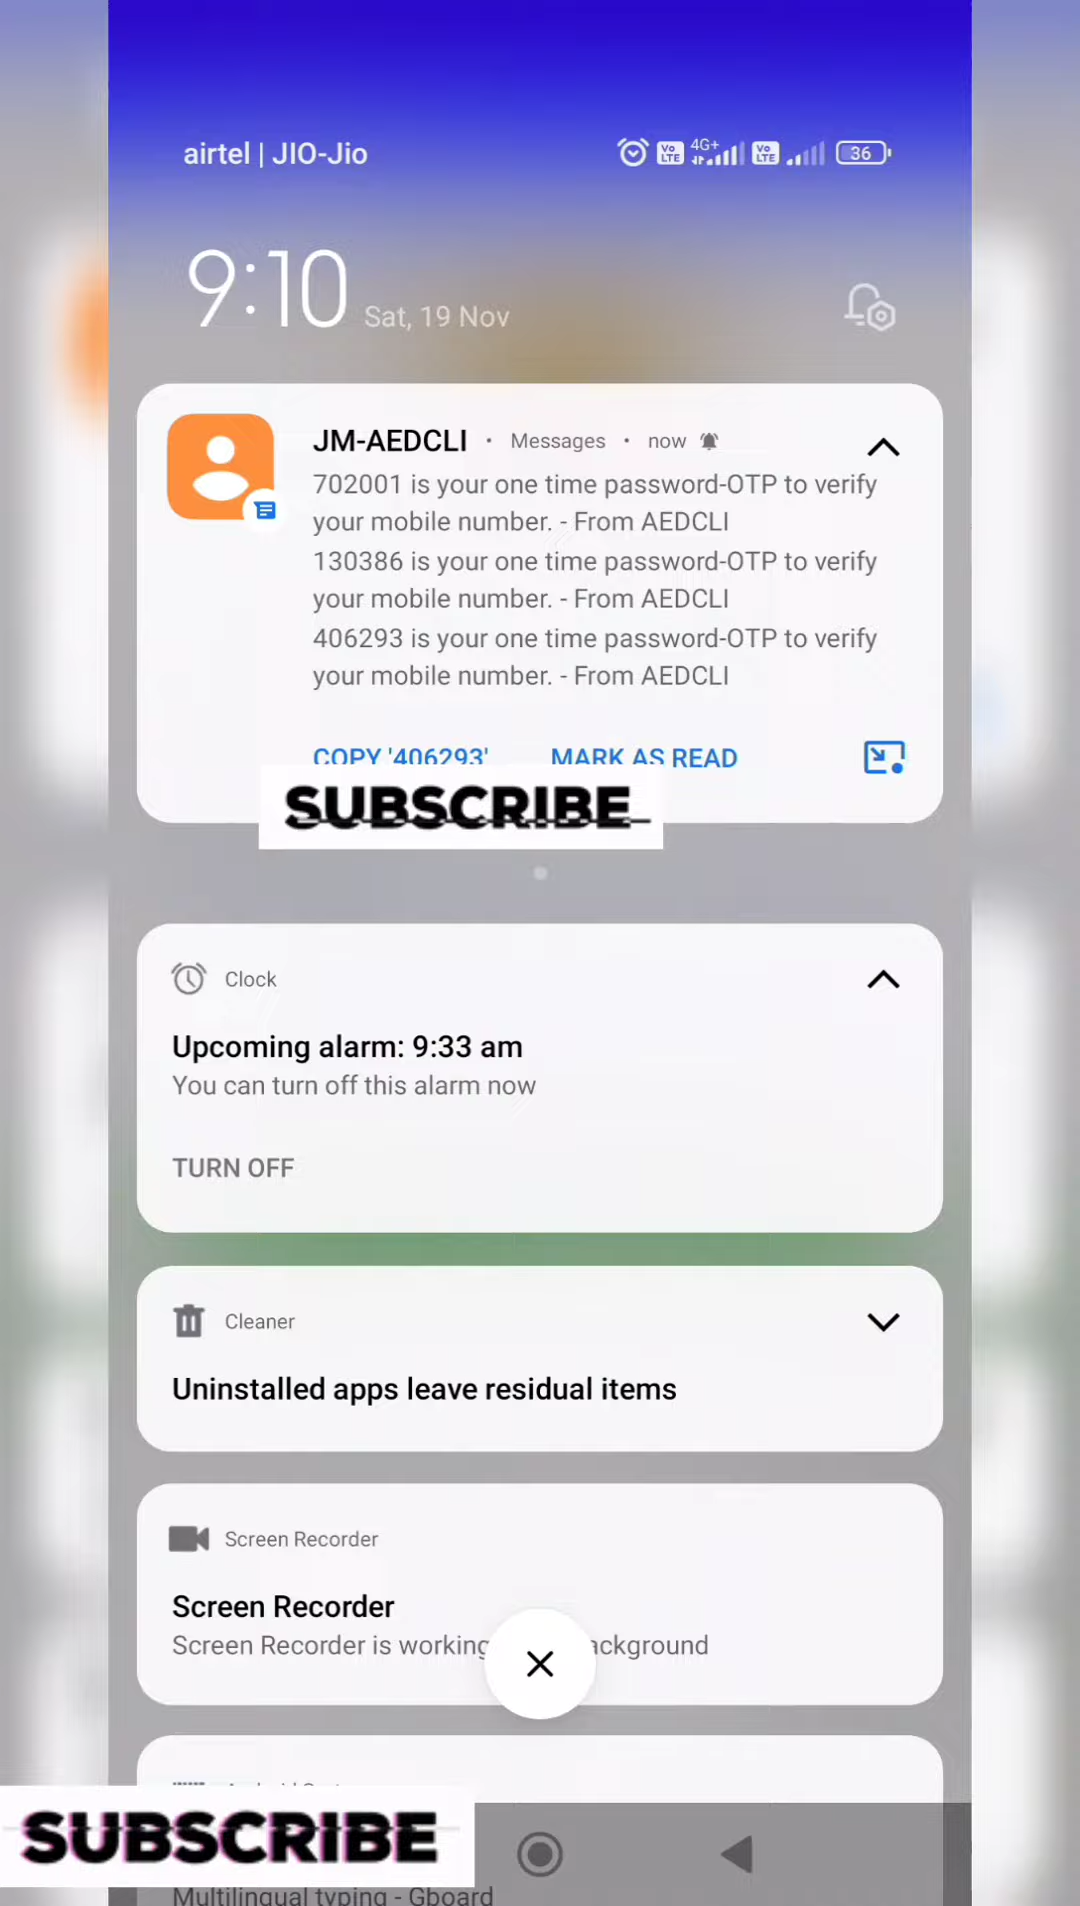 airtel | JIO-Jio
Vo LTE 4G+ Vo LTE 36
9:10 Sat, 19 Nov
JM-AEDCLI • Messages • now
702001 is your one time password-OTP to verify
your mobile number. - From AEDCLI
130386 is your one time password-OTP to verify
your mobile number. - From AEDCLI
406293 is your one time password-OTP to verify
your mobile number. - From AEDCLI
COPY '406293' MARK AS READ
SUBSCRIBE
Clock
Upcoming alarm: 9:33 am
You can turn off this alarm now
TURN OFF
Cleaner
Uninstalled apps leave residual items
Screen Recorder
Screen Recorder
Screen Recorder is working ackground
SUBSCRIBE
Multilingual typing - Gboard